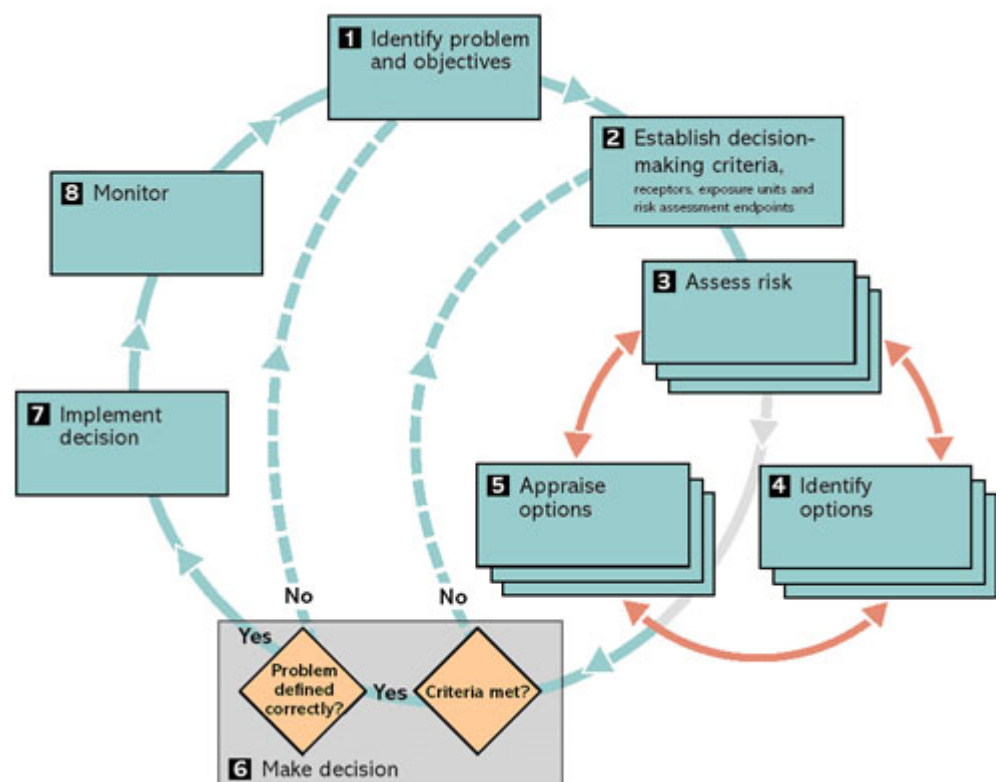 1 Identify problem
and objectives
2 Establish decision-
making criteria,
receptors, exposure units and
risk assessment endpoints
8 Monitor
3 Assess risk
7 Implement
decision
5 Appraise
options
4 Identify
options
No
No
Yes
Problem
defined
correctly?
Yes
Criteria met?
6 Make decision